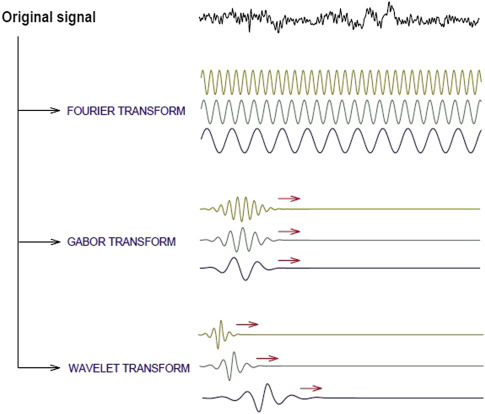 Original signal
FOURIER TRANSFORM
GABOR TRANSFORM
WAVELET TRANSFORM